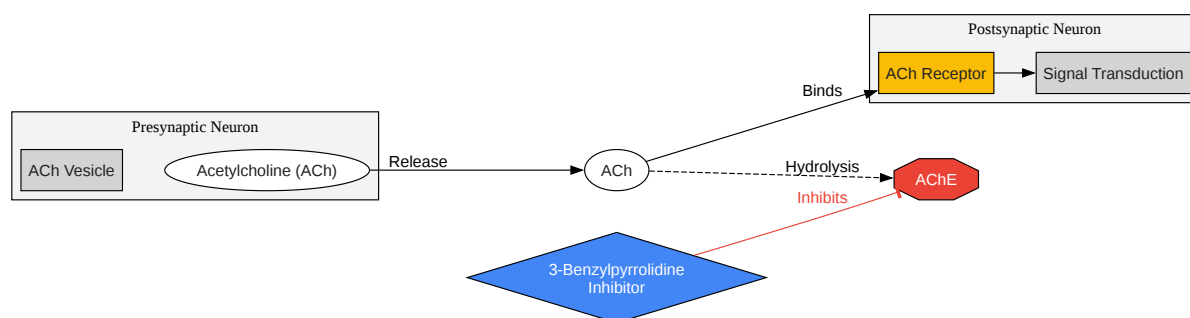 Postsynaptic Neuron
ACh Receptor
Signal Transduction
Binds
Presynaptic Neuron
ACh Vesicle
Acetylcholine (ACh)
Release
ACh
Hydrolysis
AChE
Inhibits
3-Benzylpyrrolidine
Inhibitor